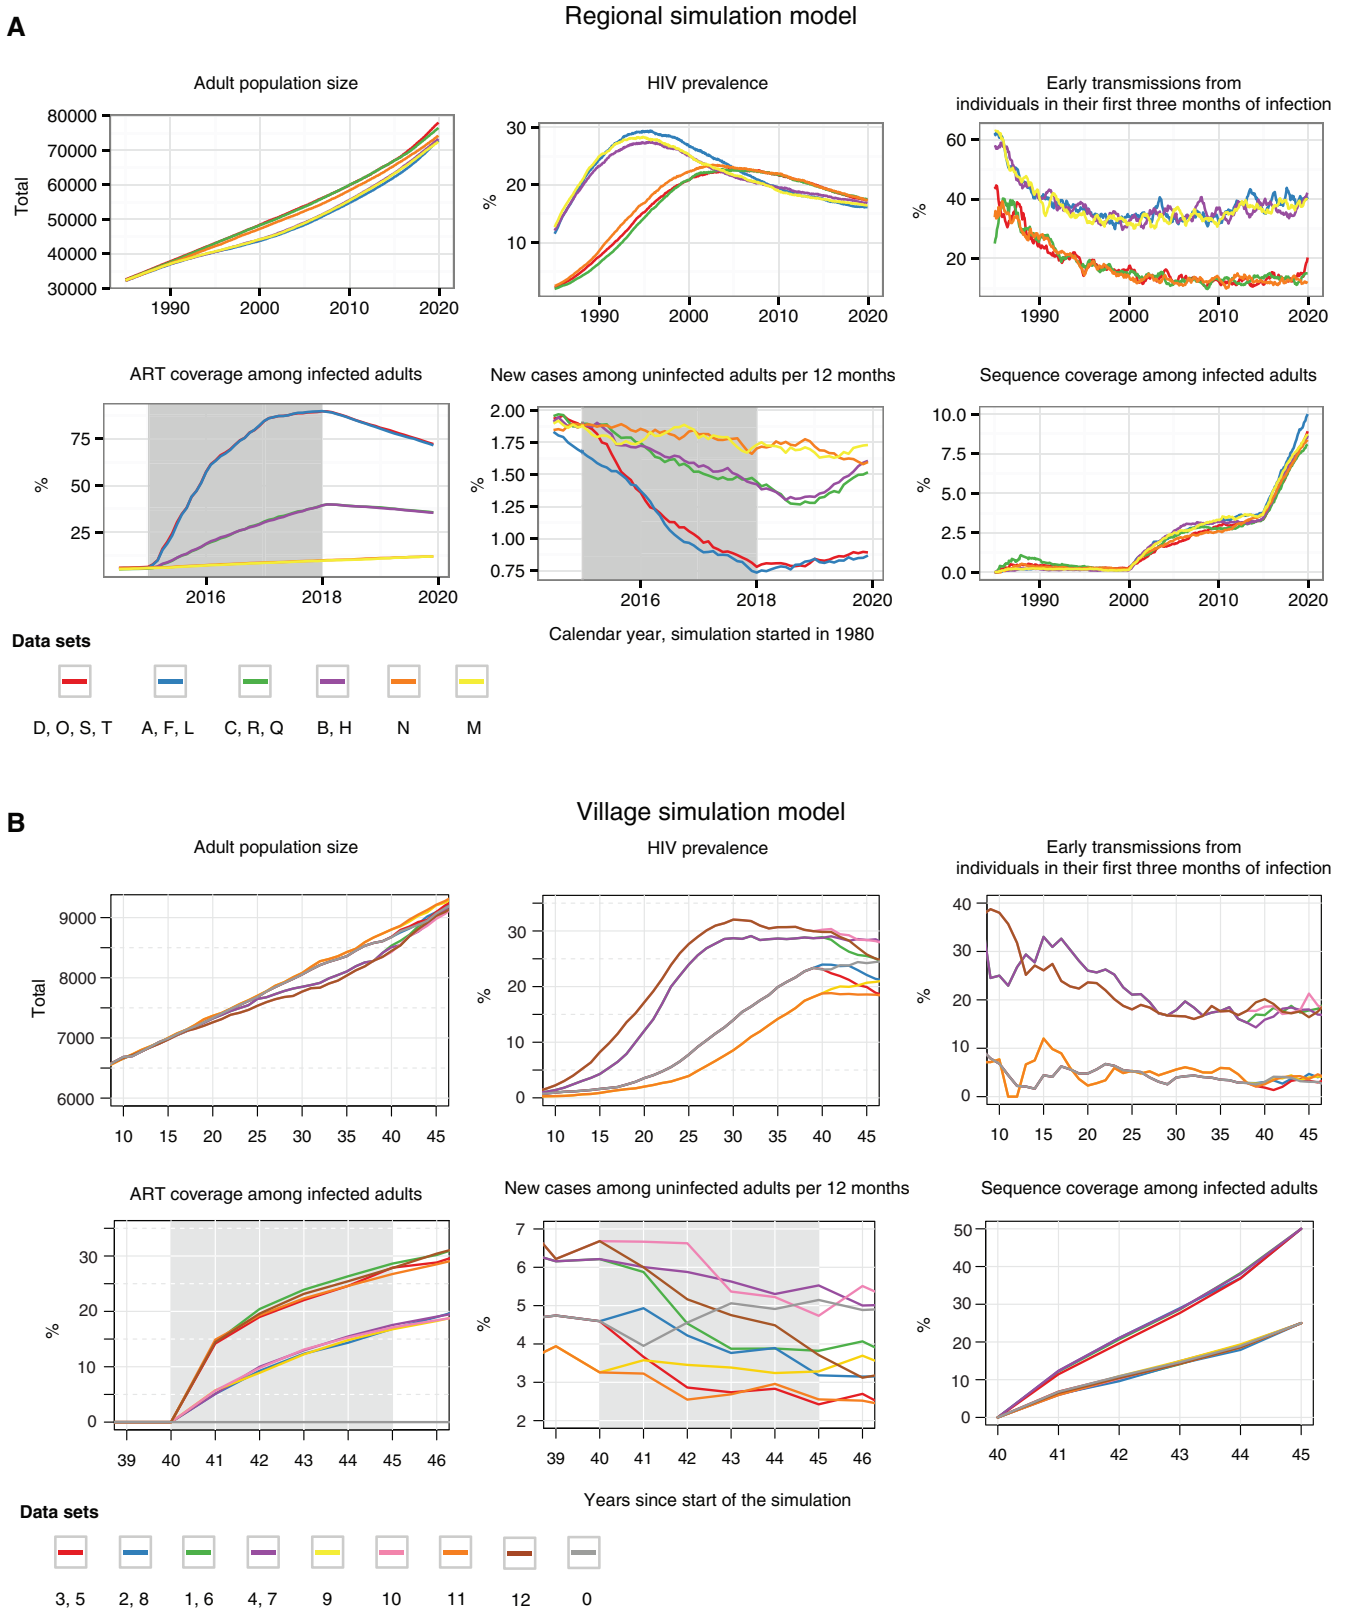 A
Regional simulation model
Adult population size
HIV prevalence
Early transmissions from
individuals in their first three months of infection
Total
80000
70000
60000
50000
40000
30000
1990 2000 2010 2020
%
30
20
10
1990 2000 2010 2020
%
60
40
20
1990 2000 2010 2020
ART coverage among infected adults
New cases among uninfected adults per 12 months
Sequence coverage among infected adults
%
75
50
25
2016 2018 2020
%
2.00
1.75
1.50
1.25
1.00
0.75
2016 2018 2020
%
10.0
7.5
5.0
2.5
0.0
1990 2000 2010 2020
Calendar year, simulation started in 1980
Data sets
D, O, S, T A, F, L C, R, Q B, H N M
B
Village simulation model
Adult population size
HIV prevalence
Early transmissions from
individuals in their first three months of infection
Total
9000
8000
7000
6000
10 15 20 25 30 35 40 45
%
30
20
10
0
10 15 20 25 30 35 40 45
%
40
30
20
10
0
10 15 20 25 30 35 40 45
ART coverage among infected adults
New cases among uninfected adults per 12 months
Sequence coverage among infected adults
%
30
20
10
0
39 40 41 42 43 44 45 46
%
7
6
5
4
3
2
39 40 41 42 43 44 45 46
%
50
40
30
20
10
0
40 41 42 43 44 45
Years since start of the simulation
Data sets
3, 5 2, 8 1, 6 4, 7 9 10 11 12 0